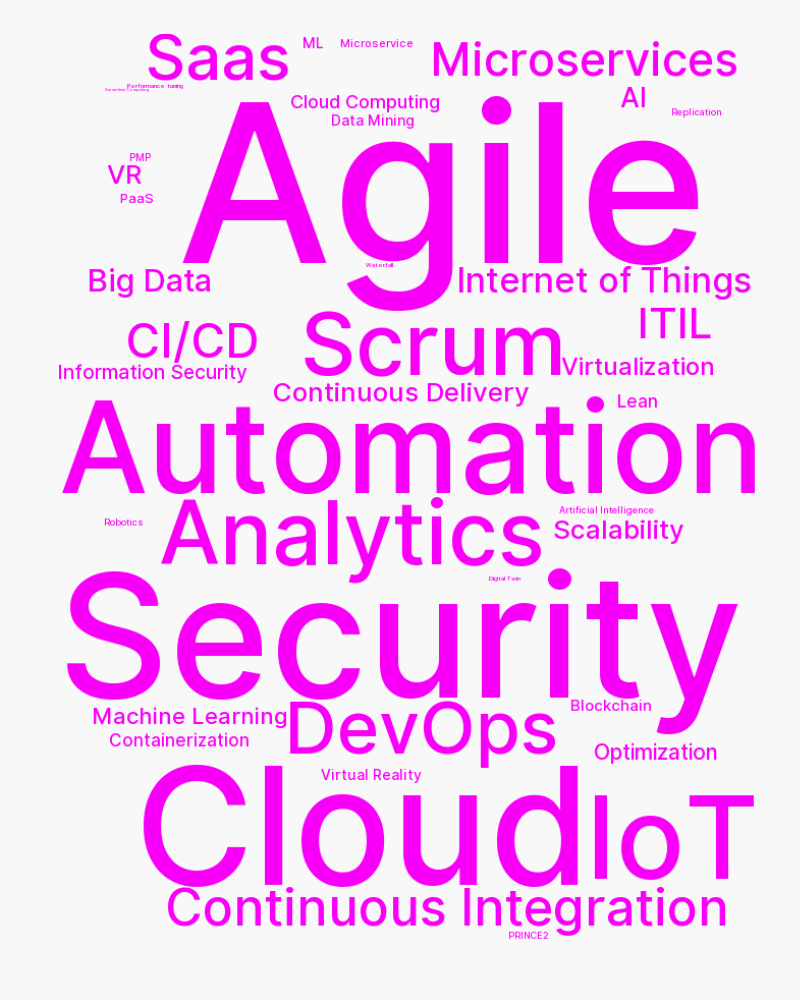 Saas
ML
Microservice
Microservices
Performance tuning
AI
Cloud Computing
Data Mining
Replication
Agile
PMP
VR
PaaS
Waterfall
Big Data
Internet of Things
CI/CD
Scrum
ITIL
Information Security
Virtualization
Continuous Delivery
Lean
Automation
Analytics
Robotics
Artificial Intelligence
Scalability
Digital Twin
Security
Machine Learning
DevOps
Blockchain
Containerization
Optimization
Virtual Reality
Cloud
IoT
Continuous Integration
PRINCE2